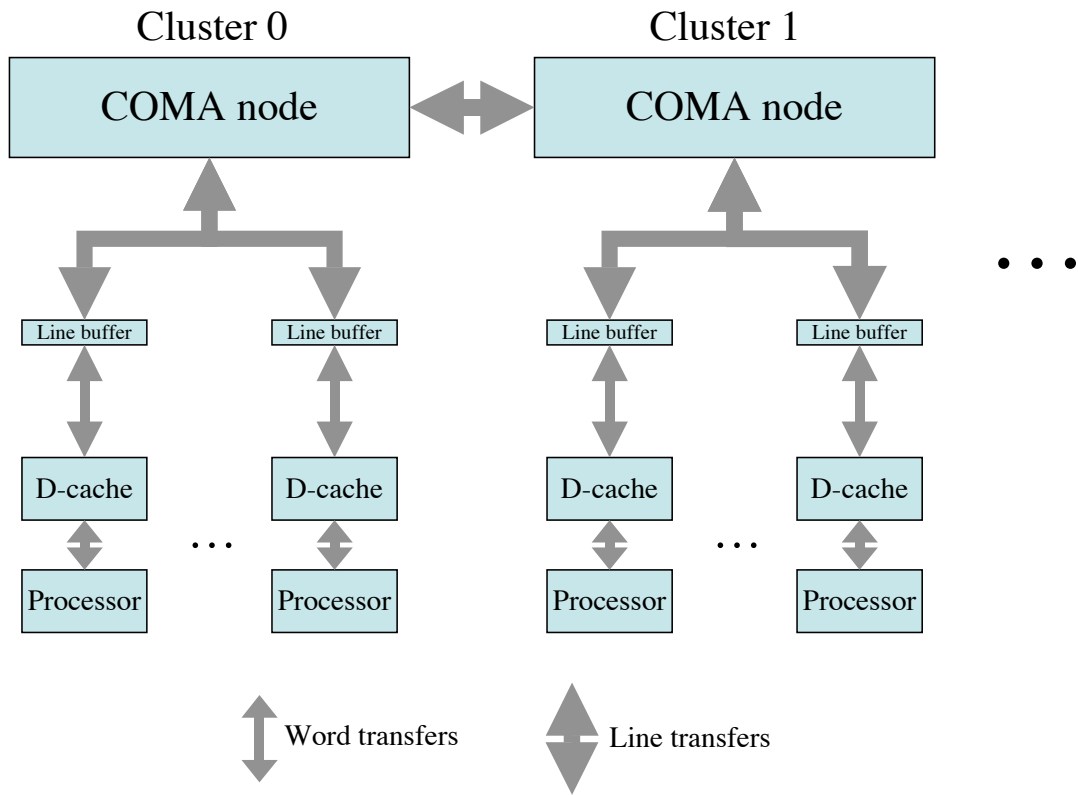 Cluster 0
Cluster 1
COMA node
COMA node
...
Line buffer
Line buffer
Line buffer
Line buffer
D-cache
D-cache
D-cache
D-cache
...
...
Processor
Processor
Processor
Processor
Word transfers
Line transfers